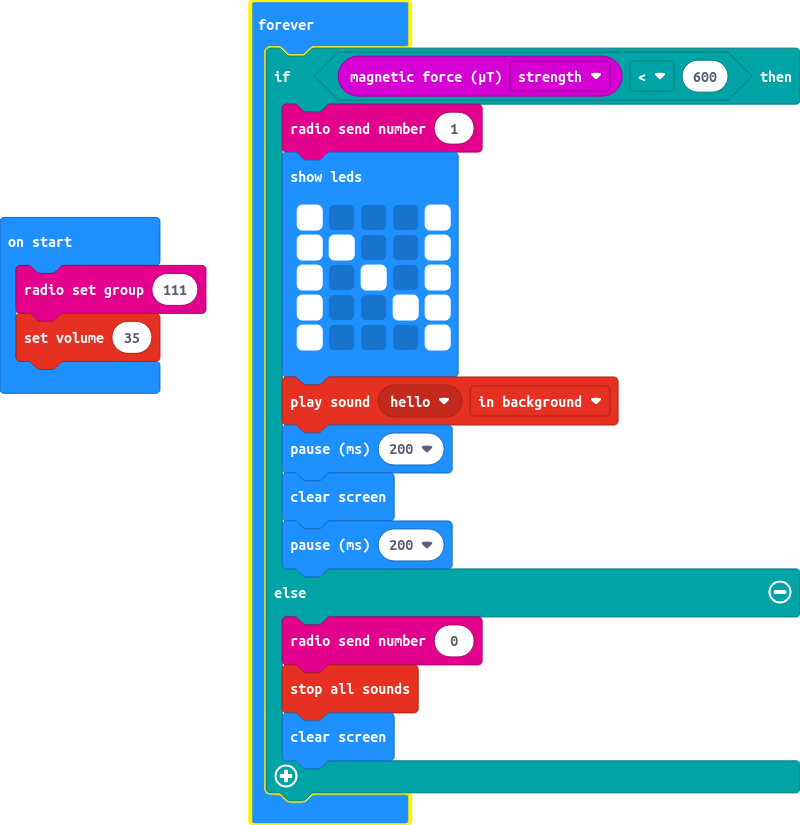 on start
radio set group 111
set volume 35
forever
if magnetic force (µT) strength < 600 then
radio send number 1
show leds
play sound hello in background
pause (ms) 200
clear screen
pause (ms) 200
else
radio send number 0
stop all sounds
clear screen